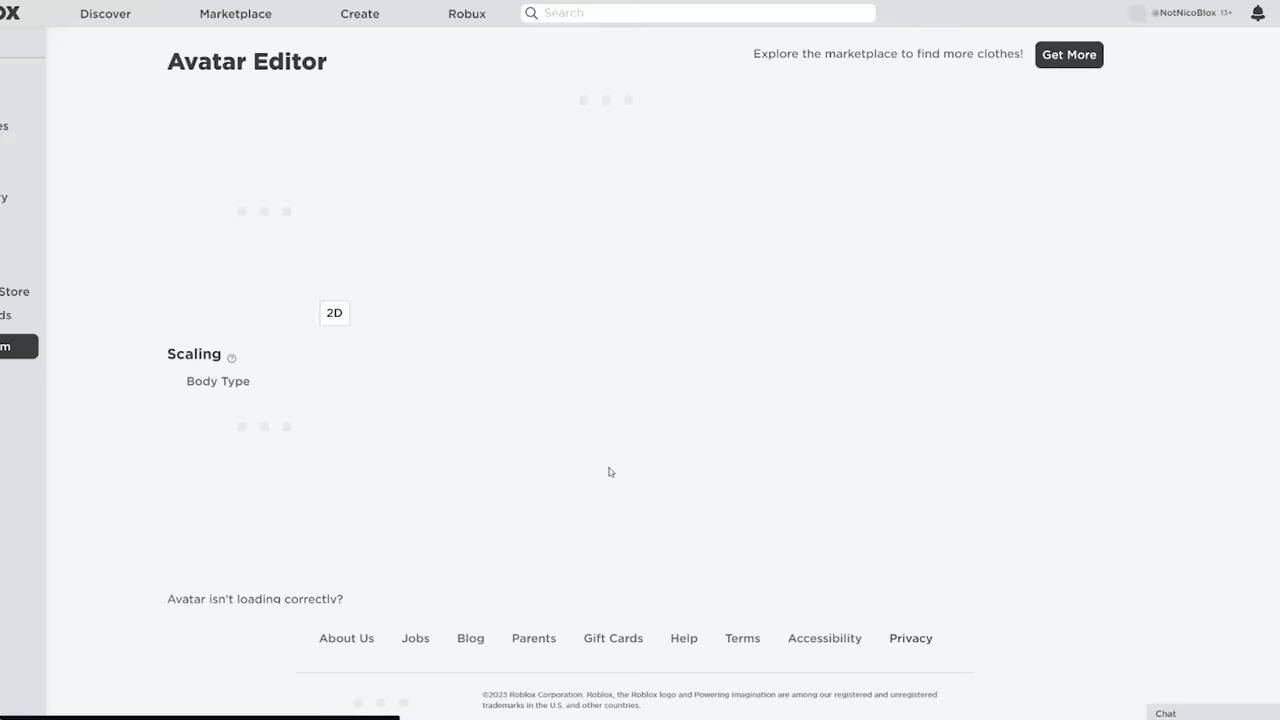 OX
Discover
Marketplace
Create
Robux
Search
@NotNicoBlox 13+
Avatar Editor
Explore the marketplace to find more clothes!
Get More
es
ry
Store
ds
m
2D
Scaling
Body Type
Avatar isn't loading correctly?
About Us
Jobs
Blog
Parents
Gift Cards
Help
Terms
Accessibility
Privacy
©2023 Roblox Corporation. Roblox, the Roblox logo and Powering Imagination are among our registered and unregistered
trademarks in the U.S. and other countries.
Chat